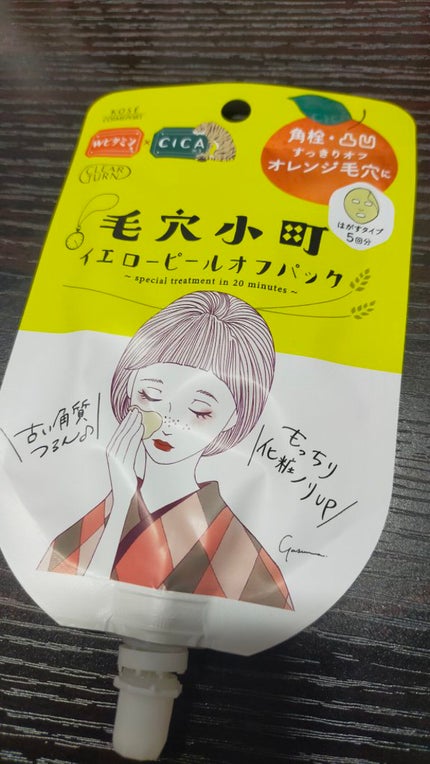 KOSÉ
COSMEPORT
Wビタミン × CICA
CLEAR
TURN
角栓・凸凹
すっきりオフ
オレンジ毛穴に
はがすタイプ
5回分
毛穴小町
イエローピールオフパック
~ special treatment in 20 minutes ~
古い角質
つるん♪
もっちり
化粧ノリUP